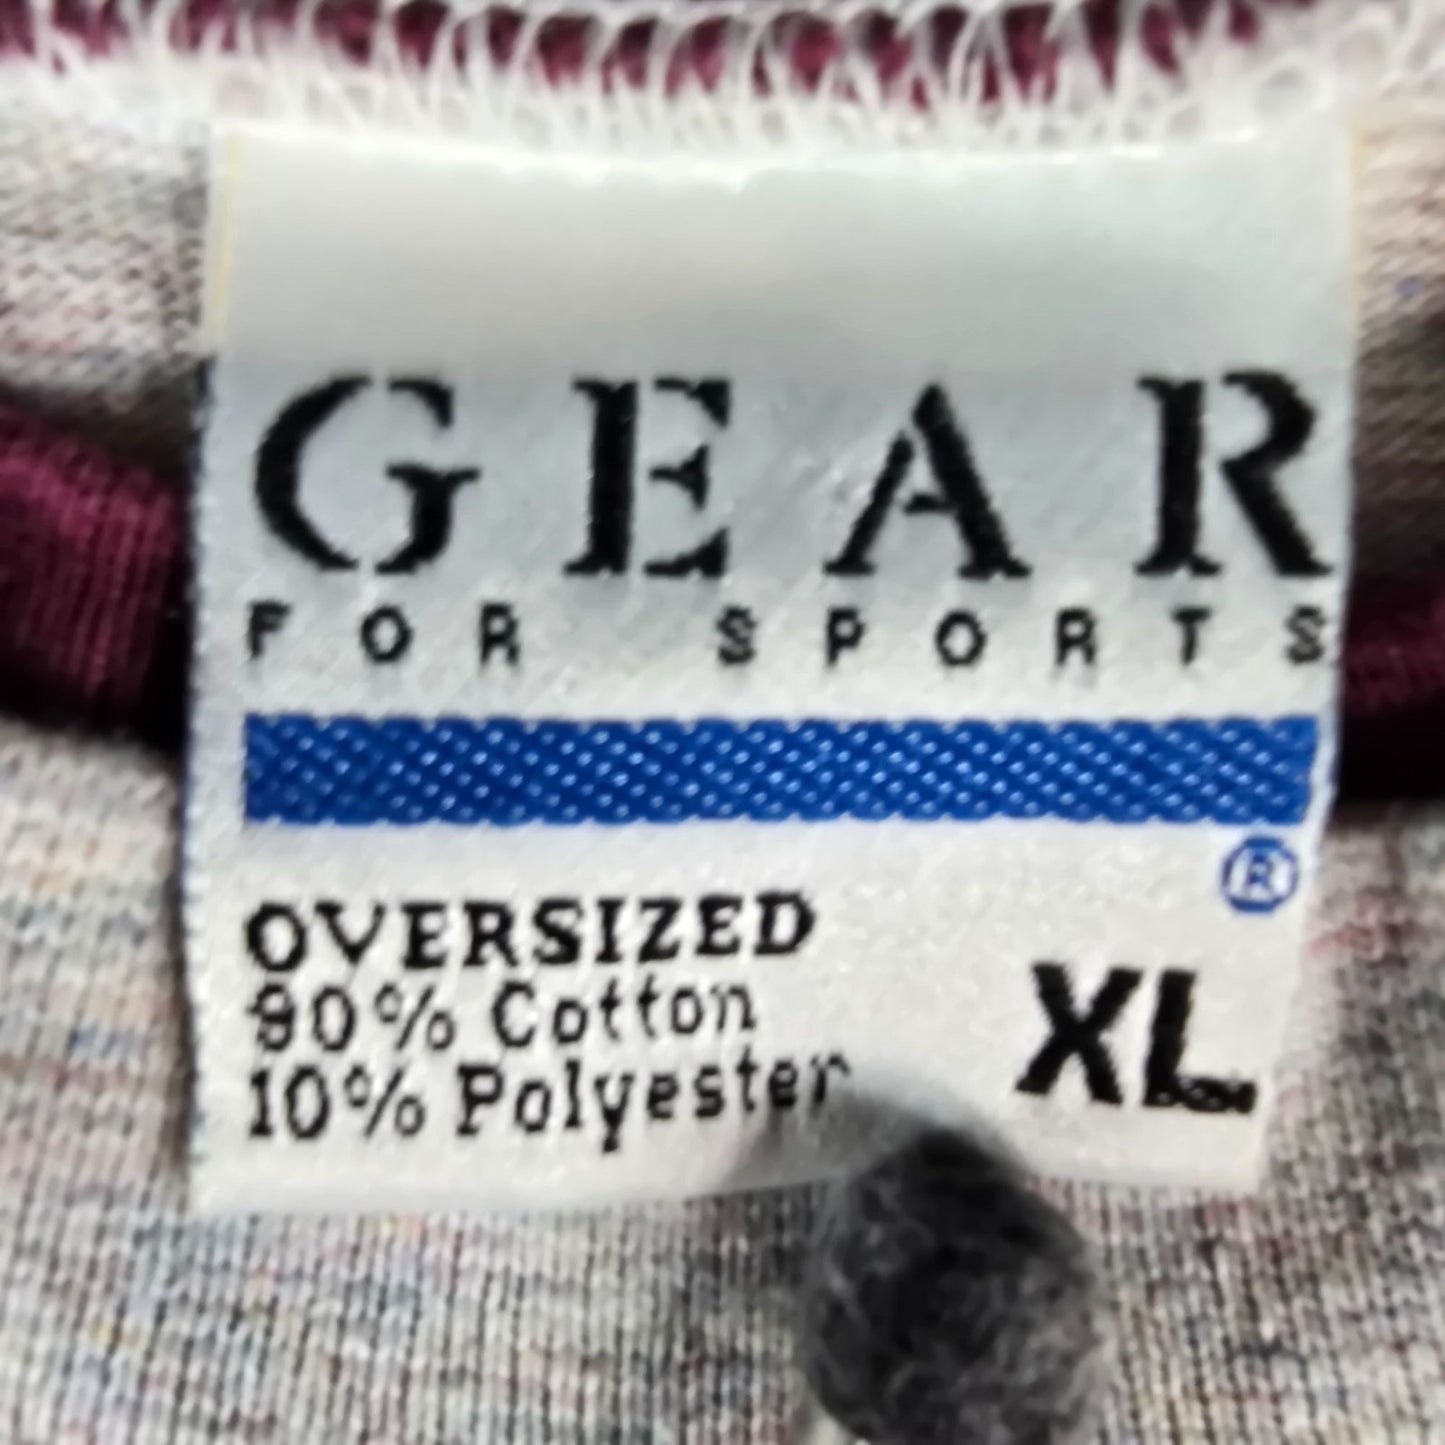 GEAR
FOR SPORTS
®
OVERSIZED
90% Cotton
10% Polyester
XL